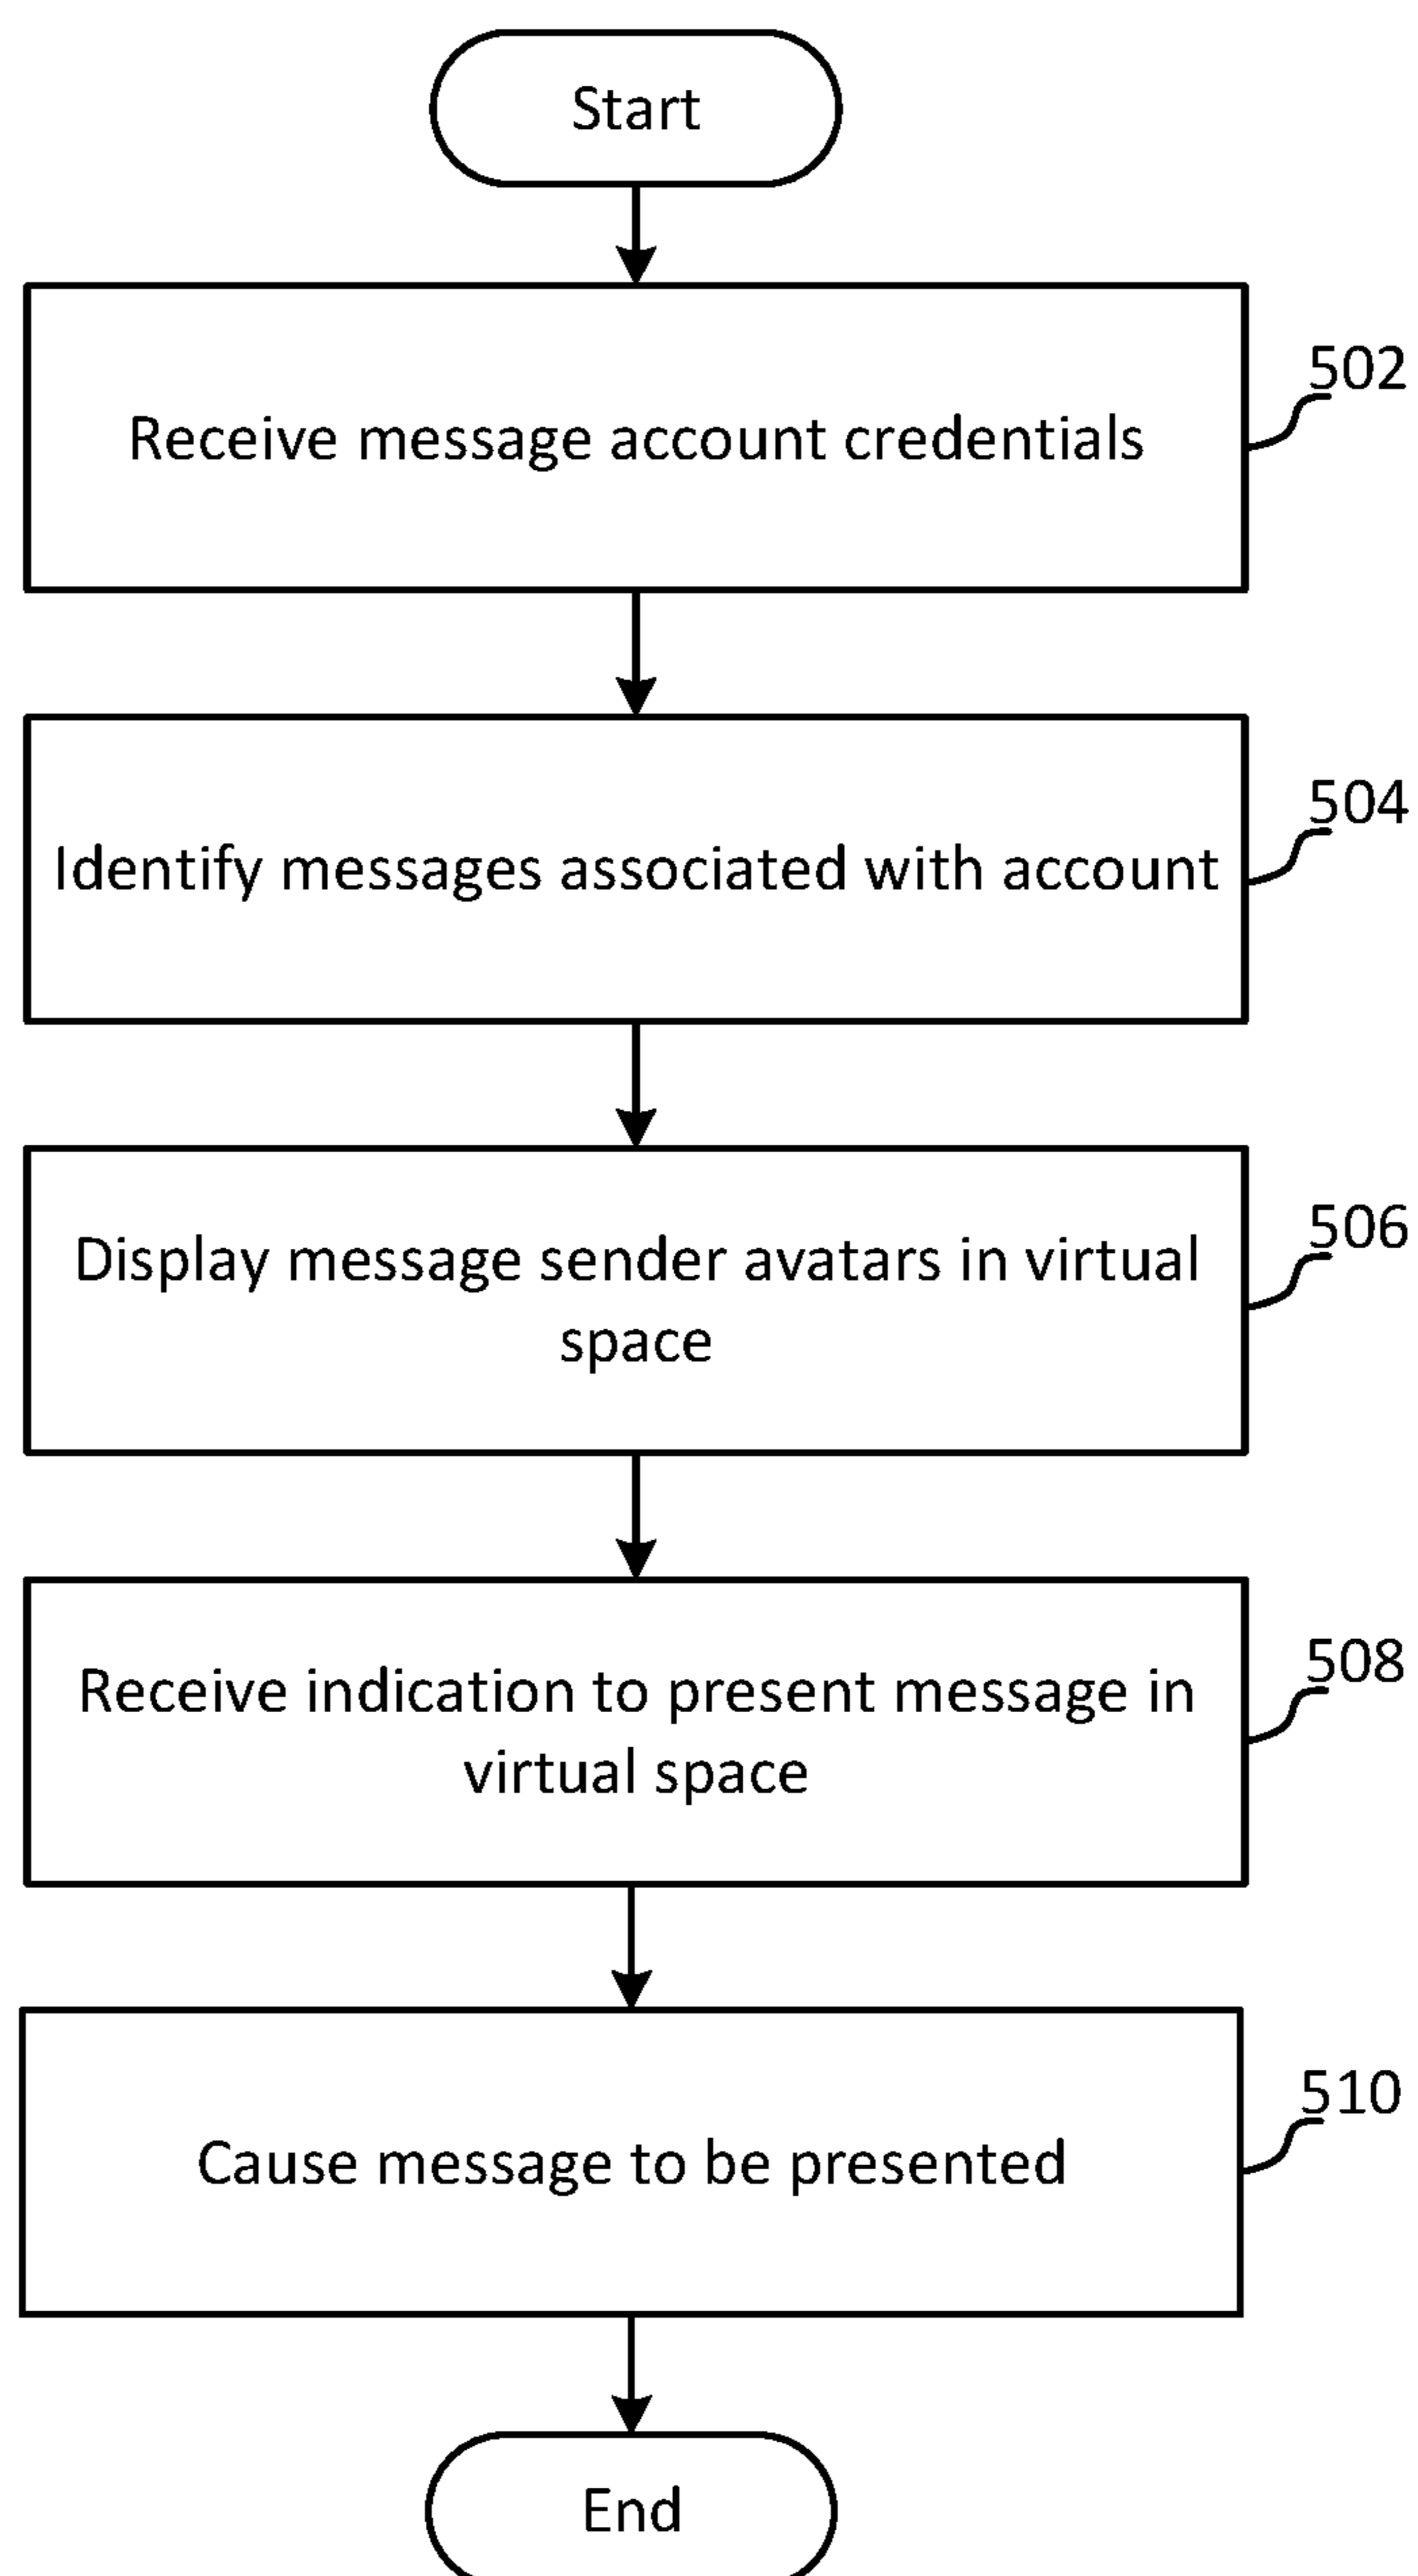 Start
Receive message account credentials
502
Identify messages associated with account
504
Display message sender avatars in virtual
space
506
Receive indication to present message in
virtual space
508
Cause message to be presented
510
End